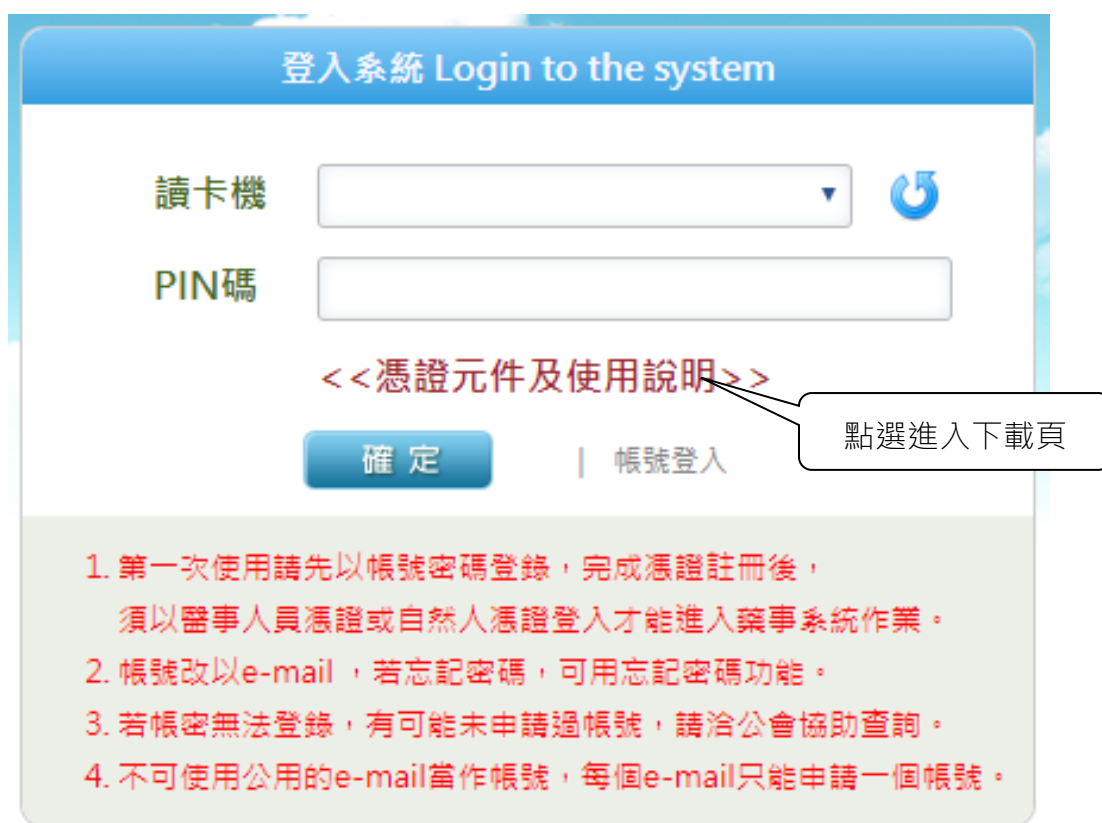 登入系統 Login to the system
讀卡機
PIN碼
<<憑證元件及使用說明>>
點選進入下載頁
確 定 | 帳號登入
1. 第一次使用請先以帳號密碼登錄，完成憑證註冊後，
須以醫事人員憑證或自然人憑證登入才能進入藥事系統作業。
2. 帳號改以e-mail ，若忘記密碼，可用忘記密碼功能。
3. 若帳密無法登錄，有可能未申請過帳號，請洽公會協助查詢。
4. 不可使用公用的e-mail當作帳號，每個e-mail只能申請一個帳號。